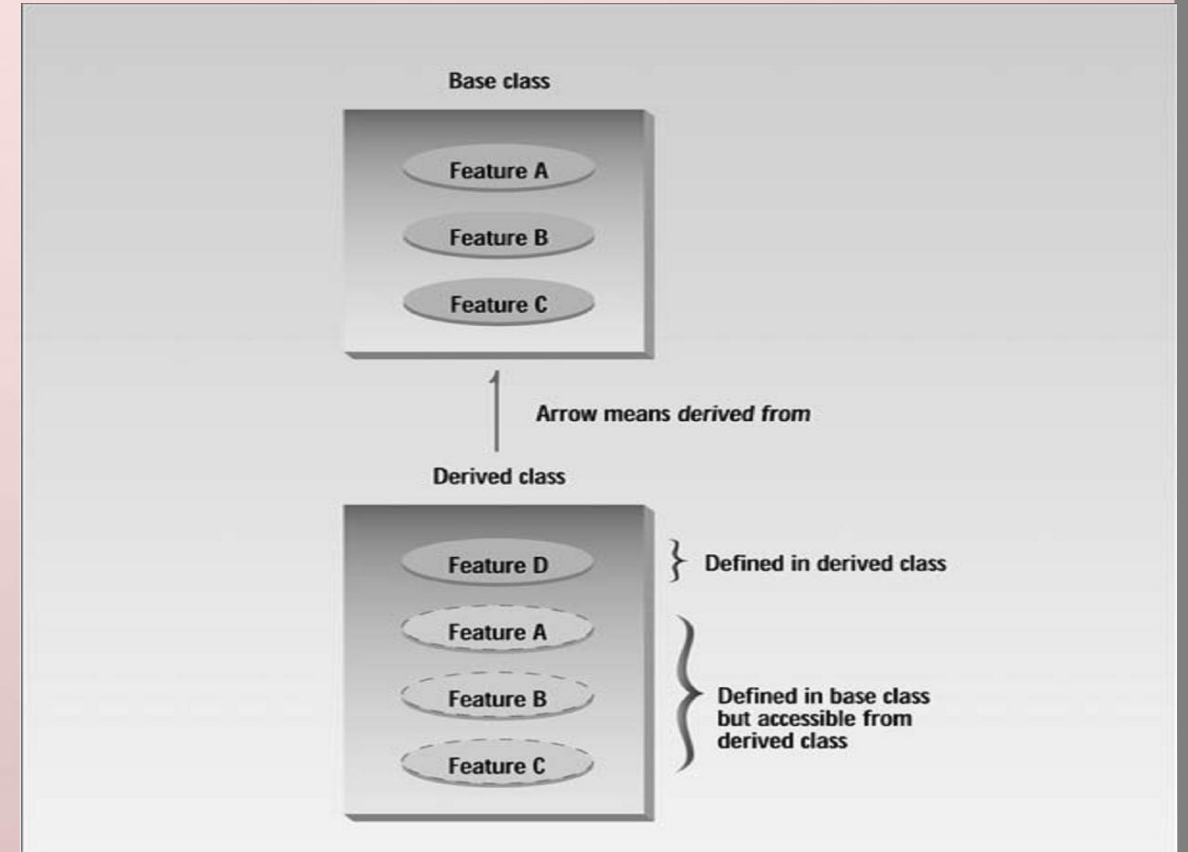 Base class
Feature A
Feature B
Feature C
Arrow means derived from
Derived class
Feature D
Defined in derived class
Feature A
Feature B
Feature C
Defined in base class
but accessible from
derived class